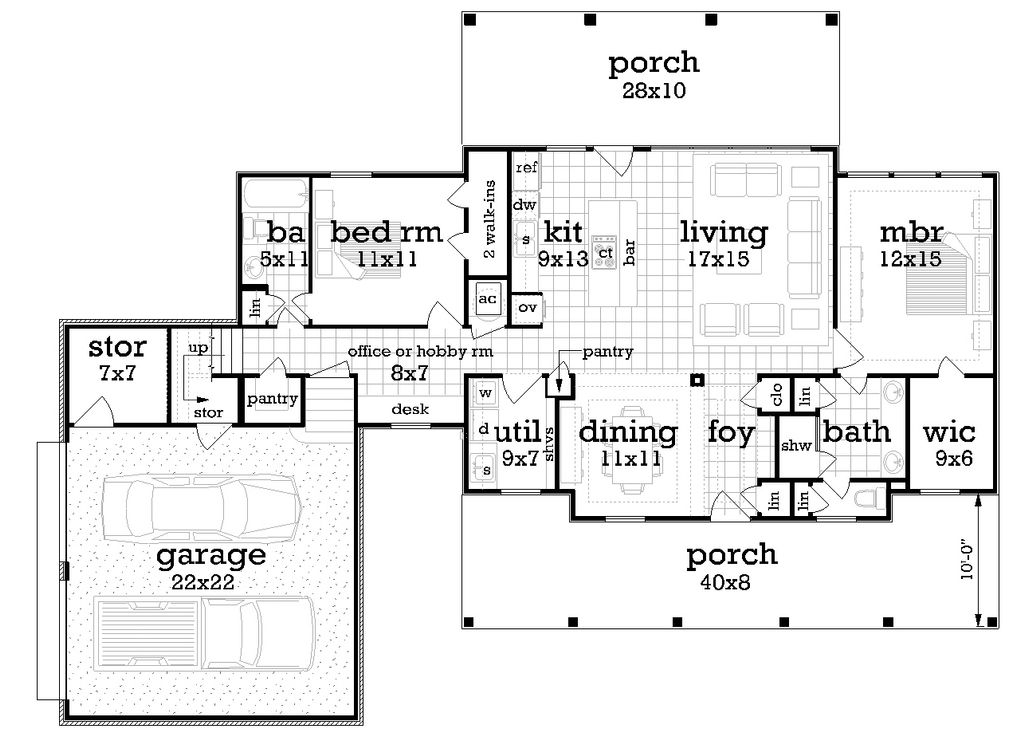 porch
28x10
ref
dw
s
kit
9x13
ct
bar
living
17x15
mbr
12x15
ba
5x11
bed rm
11x11
2 walk-ins
lin
ac
ov
stor
7x7
up
stor
office or hobby rm
8x7
pantry
pantry
desk
w
d
s
util
9x7
shvs
dining
11x11
foy
clo
lin
shw
bath
wic
9x6
lin
lin
garage
22x22
porch
40x8
10'-0"